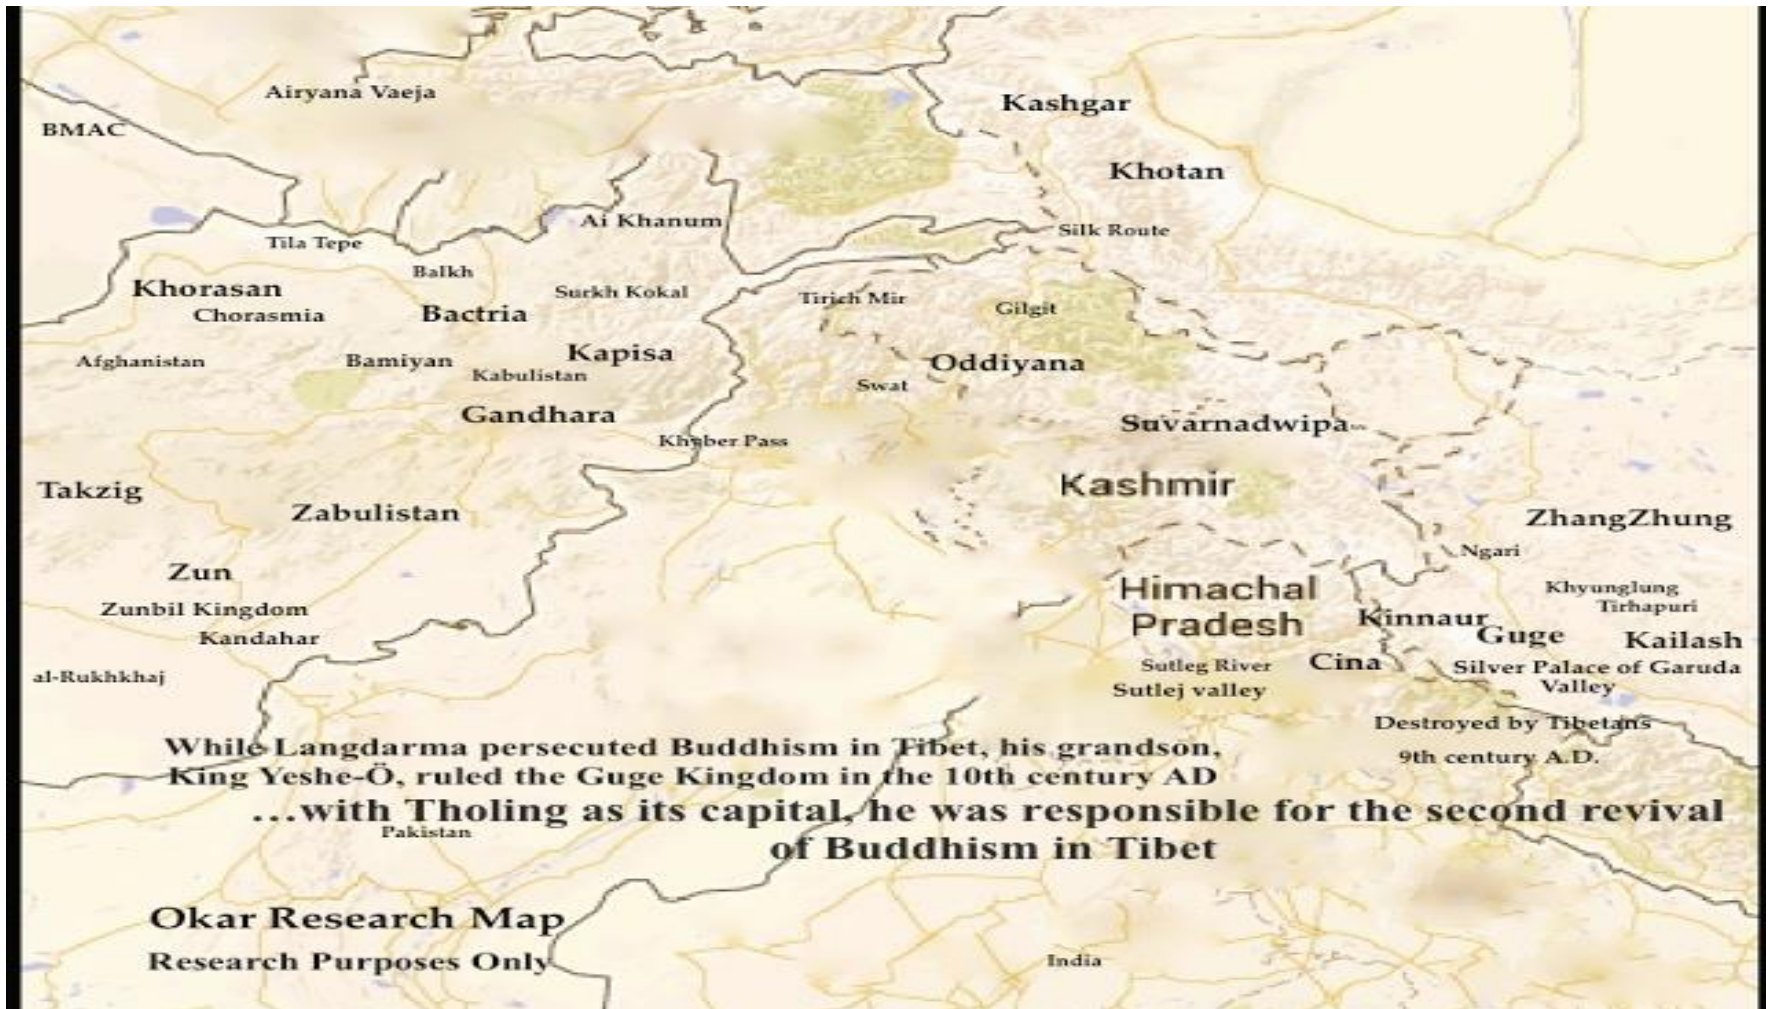 Airyana Vaeja
Kashgar
BMAC
Khotan
Ai Khanum
Silk Route
Tila Tepe
Balkh
Khorasan
Surkh Kokal
Tirich Mir
Gilgit
Chorasmia
Bactria
Afghanistan
Bamiyan
Kapisa
Oddiyana
Kabulistan
Swat
Gandhara
Suvarnadwipa
Khyber Pass
Takzig
Kashmir
Zabulistan
ZhangZhung
Ngari
Zun
Himachal
Pradesh
Khyunglung
Tirhapuri
Zunbil Kingdom
Kinnaur
Kandahar
Guge
Kailash
al-Rukhkhaj
Sutleg River
Cina
Silver Palace of Garuda
Valley
Sutlej valley
Destroyed by Tibetans
9th century A.D.
While Langdarma persecuted Buddhism in Tibet, his grandson,
King Yeshe-Ö, ruled the Guge Kingdom in the 10th century AD
...with Tholing as its capital, he was responsible for the second revival
of Buddhism in Tibet
Pakistan
Okar Research Map
Research Purposes Only
India